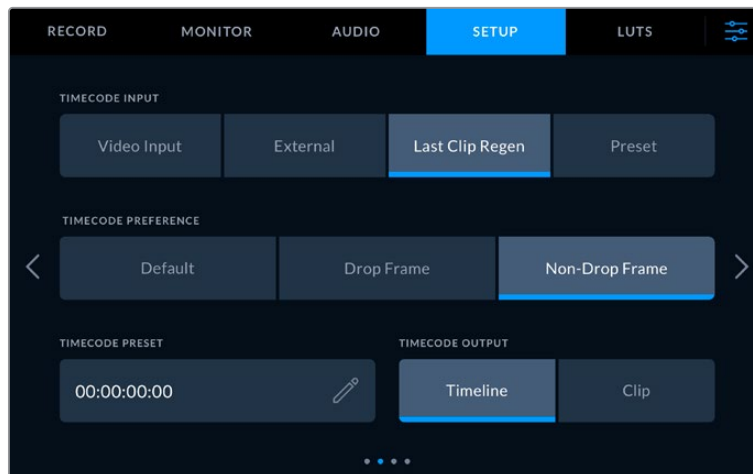 RECORD MONITOR AUDIO SETUP LUTS
TIMECODE INPUT
Video Input External Last Clip Regen Preset
TIMECODE PREFERENCE
Default Drop Frame Non-Drop Frame
TIMECODE PRESET TIMECODE OUTPUT
00:00:00:00 Timeline Clip